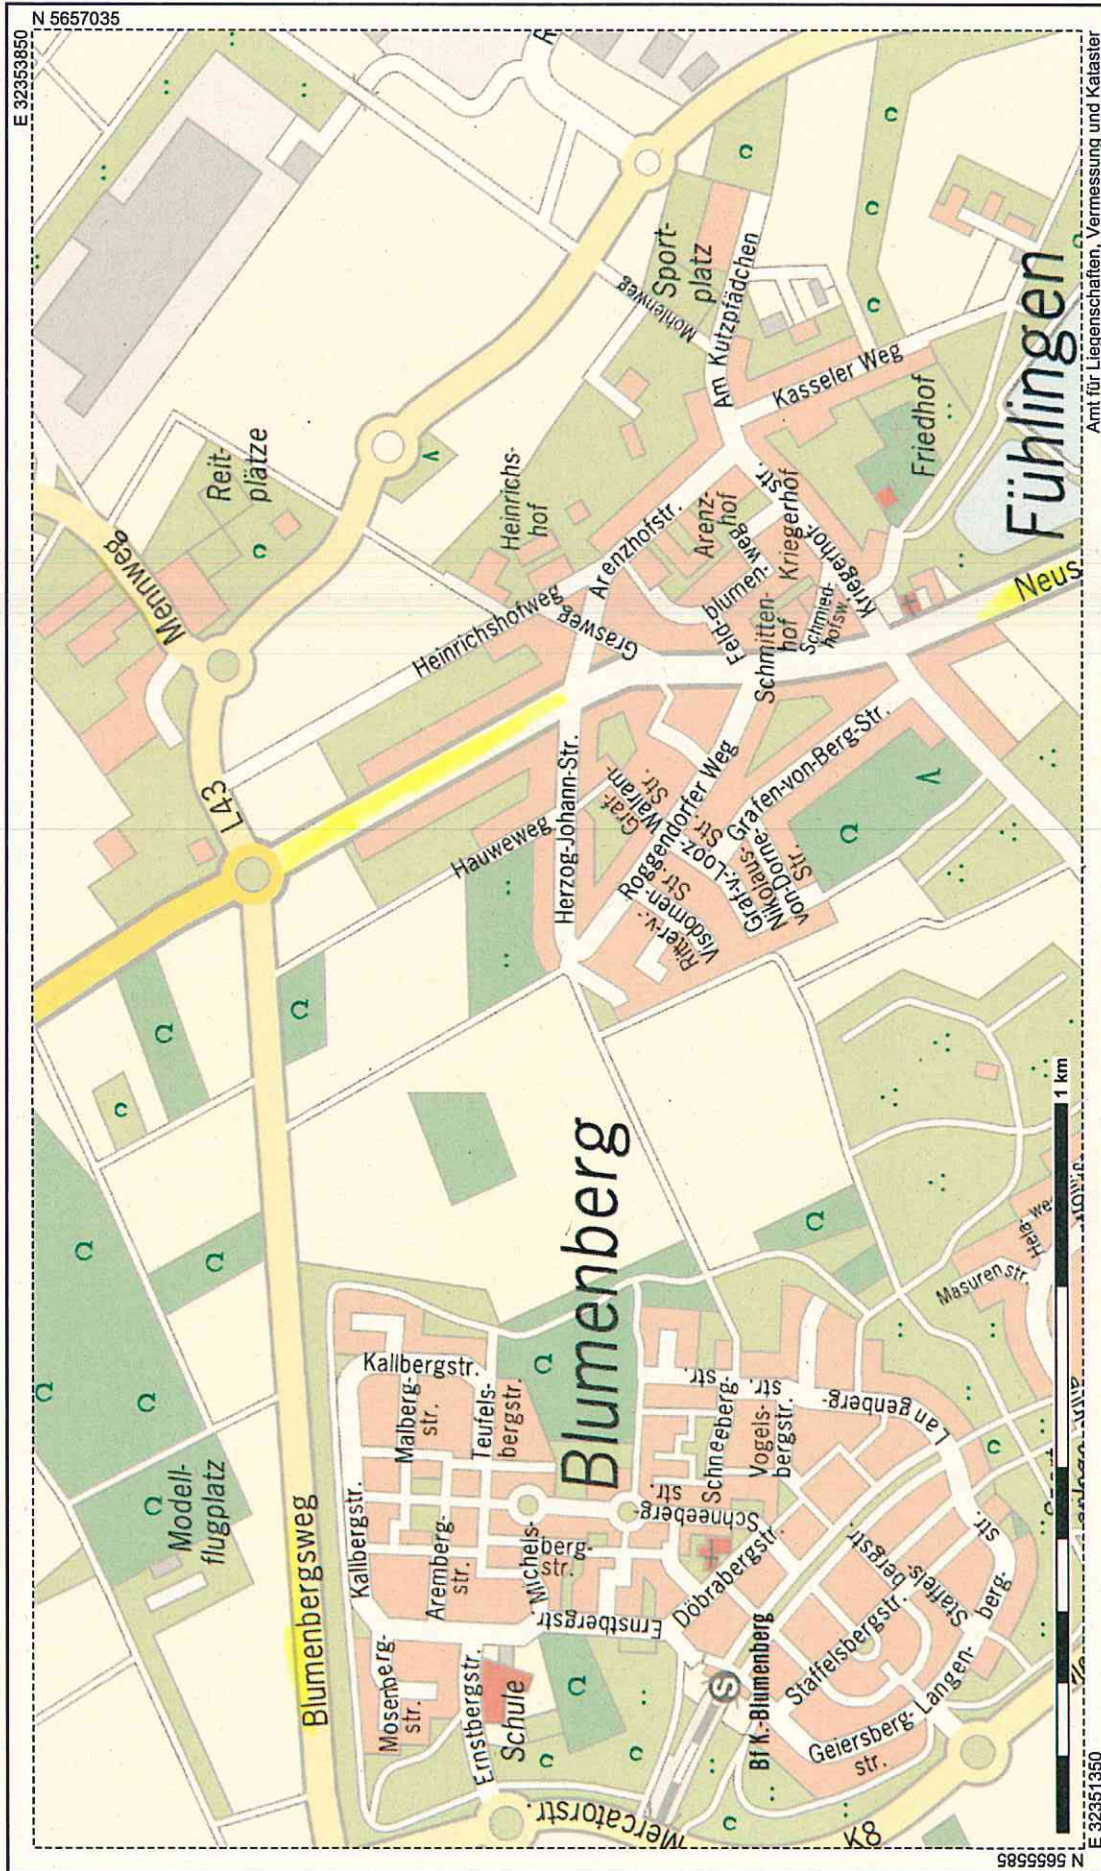 N 5657035
E 32353850
Amt für Liegenschaften, Vermessung und Kataster
Mennweg
Reit-
plätze
L43
Heinrichshofweg
Heinrichs-
hof
Sport-
platz
Mohlenweg
Am Kutzpfädchen
Kasseler Weg
Friedhof
Fühlingen
Arenzhofstr.
Grasweg
Arenz-
hof
Feld-
blumen-
weg
Kriegerhof
Kriegerhof-
str.
Schmitten-
hof
Schmied-
hofsw.
Neus
Hauweweg
Herzog-Johann-Str.
Graf-
Walram-
Str.
Roggendorfer Weg
Ritter-v.-
Visdomen-
Str.
Graf-v.-Looz-
Str.
Nikolaus-
von-Dorne-
Str.
Grafen-von-Berg-Str.
Modell-
flugplatz
Blumenbergsweg
Blumenberg
Kallbergstr.
Kallbergstr.
Malberg-
str.
Teufels-
bergstr.
Aremberg-
str.
Michels-
berg-
str.
Mosenberg-
str.
Ernstbergstr.
Ernstbergstr.
Schule
Mercatorstr.
Schneeberg-
str.
Schneeberg-
str.
Vogels-
bergstr.
str.
Langenberg-
Döbrabergstr.
Bf K.-Blumenberg
S
Staffelsbergstr.
Staffels-
bergstr.
Geiersberg-
str.
Langen-
berg-
str.
Masurenstr.
K8
1 km
N 5655585
E 32351350